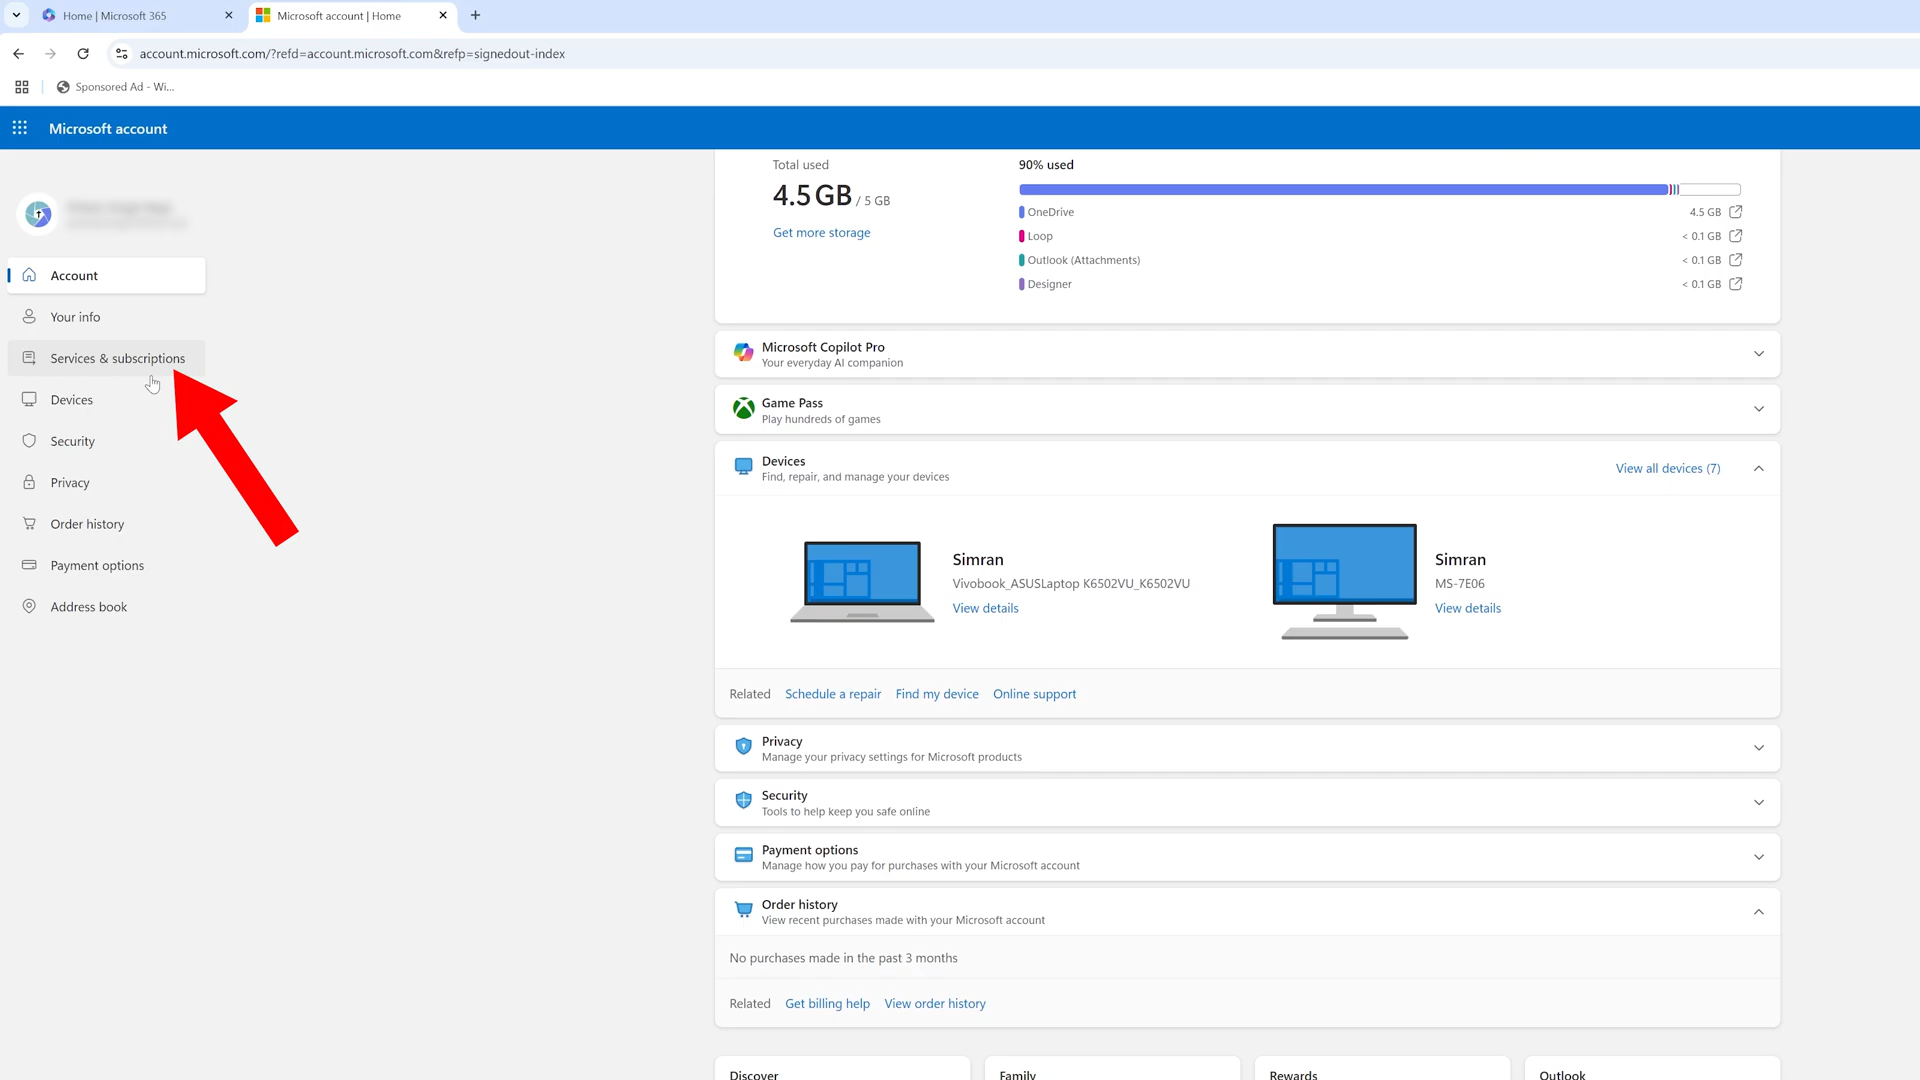 Home | Microsoft 365
Microsoft account | Home
account.microsoft.com/?refd=account.microsoft.com&refp=signedout-index
Sponsored Ad - Wi...
Microsoft account
Account
Your info
Services & subscriptions
Devices
Security
Privacy
Order history
Payment options
Address book
Total used
4.5 GB / 5 GB
Get more storage
90% used
OneDrive 4.5 GB
Loop < 0.1 GB
Outlook (Attachments) < 0.1 GB
Designer < 0.1 GB
Microsoft Copilot Pro
Your everyday AI companion
Game Pass
Play hundreds of games
Devices
Find, repair, and manage your devices
View all devices (7)
Simran
Vivobook_ASUSLaptop K6502VU_K6502VU
View details
Simran
MS-7E06
View details
Related Schedule a repair Find my device Online support
Privacy
Manage your privacy settings for Microsoft products
Security
Tools to help keep you safe online
Payment options
Manage how you pay for purchases with your Microsoft account
Order history
View recent purchases made with your Microsoft account
No purchases made in the past 3 months
Related Get billing help View order history
Discover Family Rewards Outlook